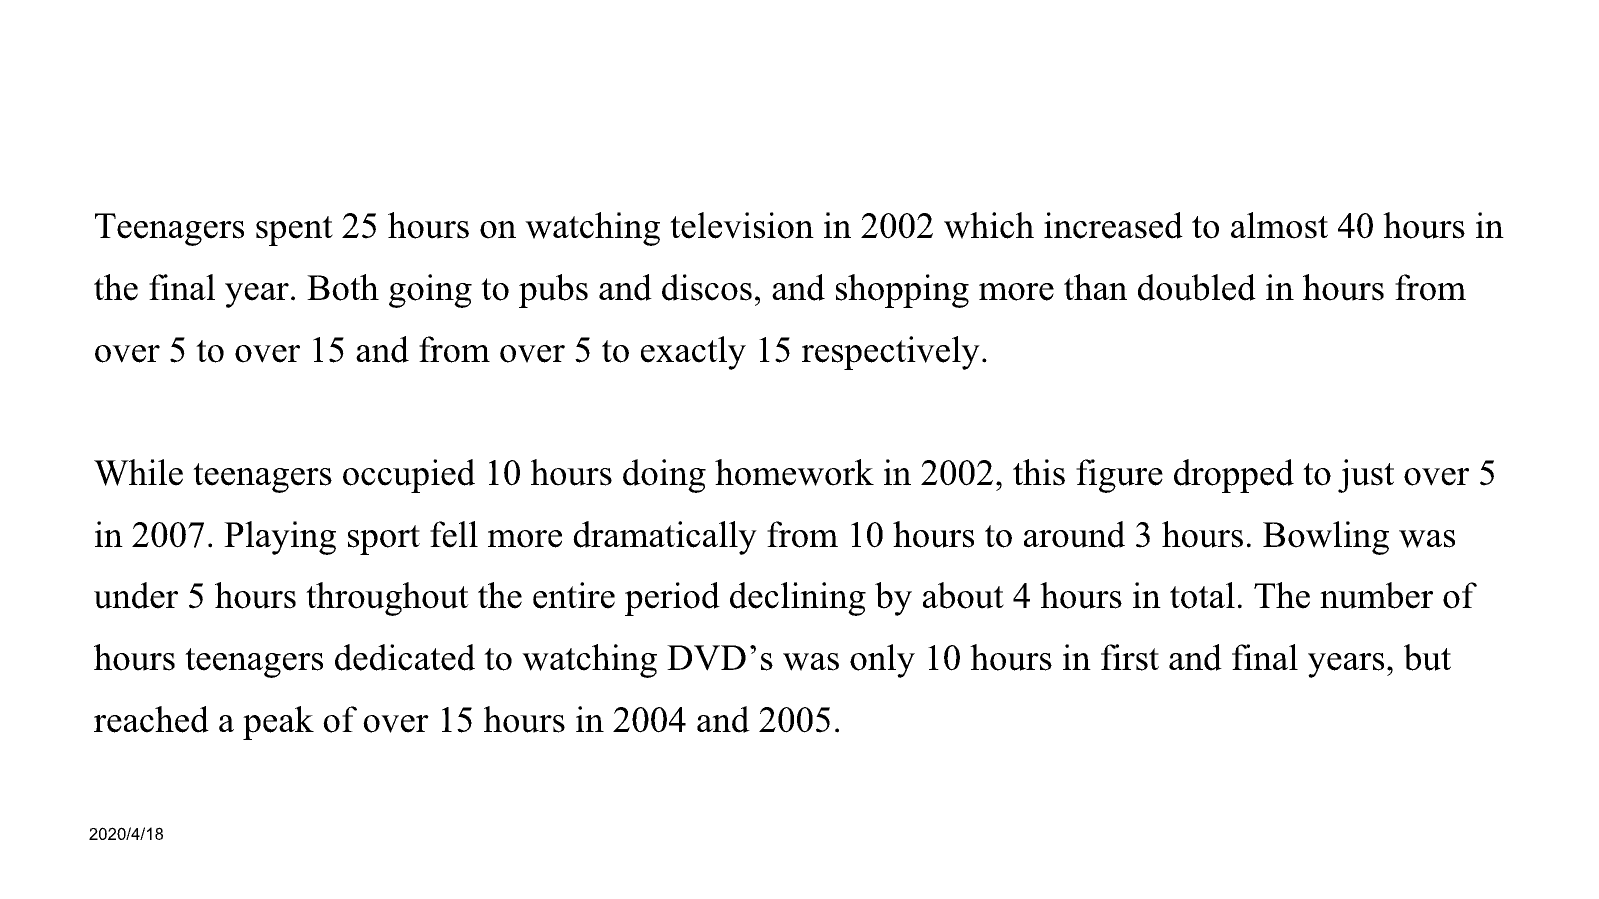 Teenagers spent 25 hours on watching television in 2002 which increased to almost 40 hours in
the final year. Both going to pubs and discos, and shopping more than doubled in hours from
over 5 to over 15 and from over 5 to exactly 15 respectively.
While teenagers occupied 10 hours doing homework in 2002, this figure dropped to just over 5
in 2007. Playing sport fell more dramatically from 10 hours to around 3 hours. Bowling was
under 5 hours throughout the entire period declining by about 4 hours in total. The number of
hours teenagers dedicated to watching DVD’s was only 10 hours in first and final years, but
reached a peak of over 15 hours in 2004 and 2005.
2020/4/18